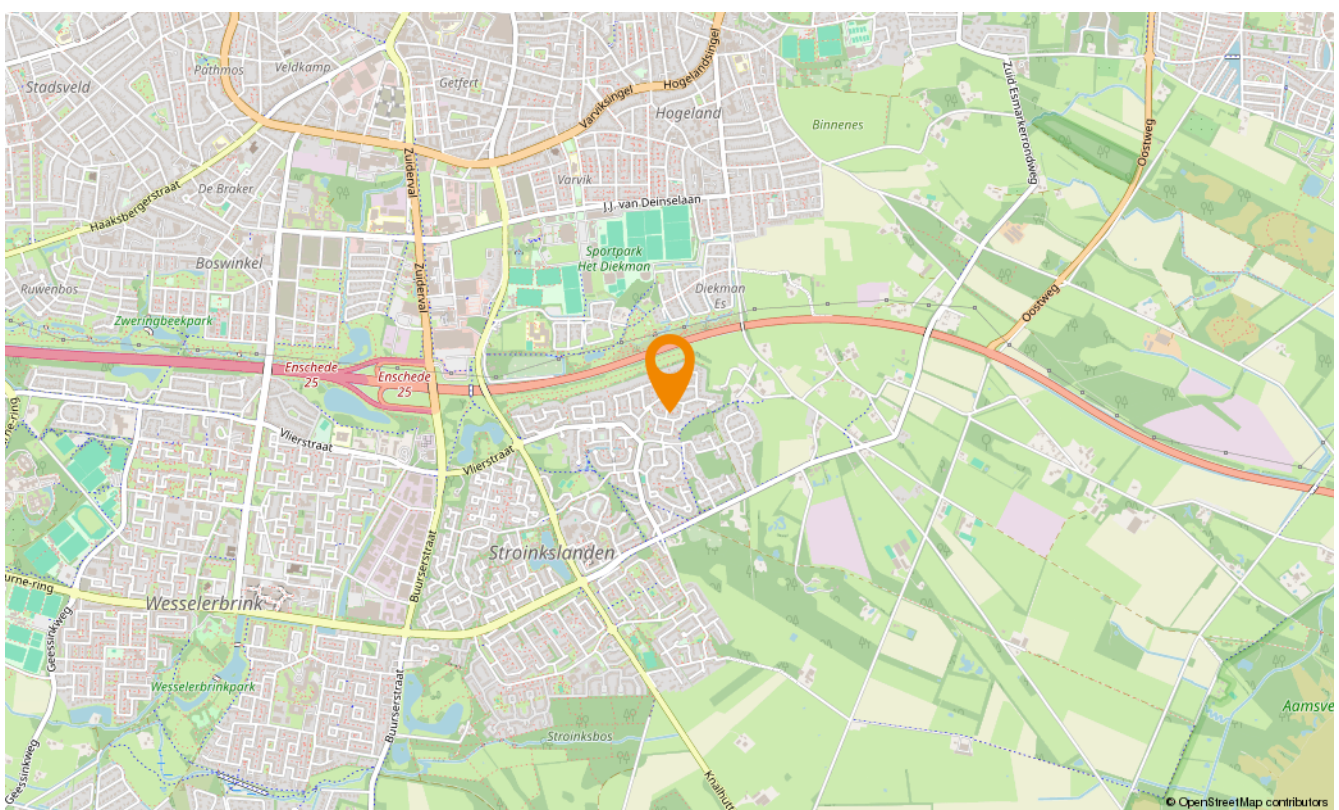 Hogelandsingel
Veldkamp
Pathmos
Getfert
Stadsveld
Varviksingel
Hogeland
Binnenes
Zuid Esmarkerrondweg
Oostweg
Zuiderval
De Braker
Varvik
Haaksbergerstraat
J.J. van Deinselaan
Boswinkel
Sportpark
Het Diekman
Zuiderval
Ruwenbos
Diekman
Es
Oostweg
Zweringbeekpark
Enschede
25
Enschede
25
Vlierstraat
Vlierstraat
Buurserstraat
Stroinkslanden
Wesselerbrink
Geessinkweg
Wesselerbrinkpark
Buurserstraat
Stroinksbos
Geessinkweg
© OpenStreetMap contributors